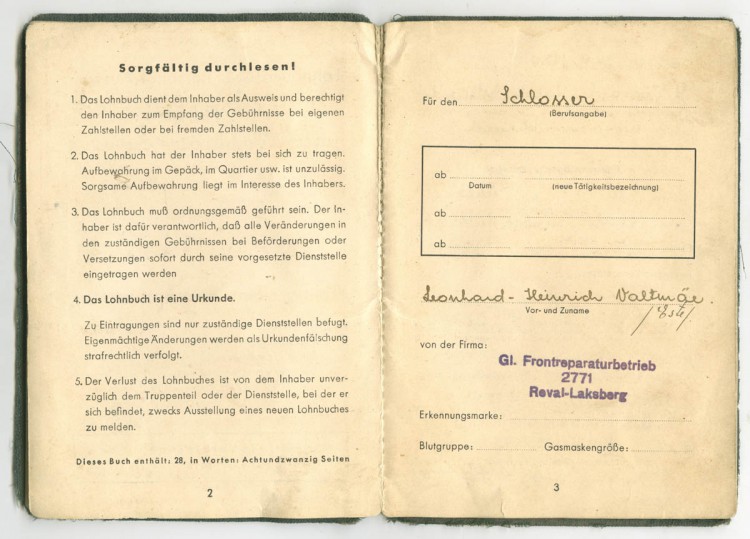 Sorgfältig durchlesen!
1. Das Lohnbuch dient dem Inhaber als Ausweis und berechtigt
den Inhaber zum Empfang der Gebührnisse bei eigenen
Zahlstellen oder bei fremden Zahlstellen.
2. Das Lohnbuch hat der Inhaber stets bei sich zu tragen.
Aufbewahrung im Gepäck, im Quartier usw. ist unzulässig.
Sorgsame Aufbewahrung liegt im Interesse des Inhabers.
3. Das Lohnbuch muß ordnungsgemäß geführt sein. Der In-
haber ist dafür verantwortlich, daß alle Veränderungen in
den zuständigen Gebührnissen bei Beförderungen oder
Versetzungen sofort durch seine vorgesetzte Dienststelle
eingetragen werden
4. Das Lohnbuch ist eine Urkunde.
Zu Eintragungen sind nur zuständige Dienststellen befugt.
Eigenmächtige Änderungen werden als Urkundenfälschung
strafrechtlich verfolgt.
5. Der Verlust des Lohnbuches ist von dem Inhaber unver-
züglich dem Truppenteil oder der Dienststelle, bei der er
sich befindet, zwecks Ausstellung eines neuen Lohnbuches
zu melden.
Dieses Buch enthält: 28, in Worten: Achtundzwanzig Seiten
2
Für den Schlosser
(Berufsangabe)
ab
Datum (neue Tätigkeitsbezeichnung)
ab
ab
Leonhard-Heinrich Valtmäe.
Vor- und Zuname
/Este/
von der Firma:
Gl. Frontreparaturbetrieb
2771
Reval-Laksberg
Erkennungsmarke:
Blutgruppe: Gasmaskengröße:
3